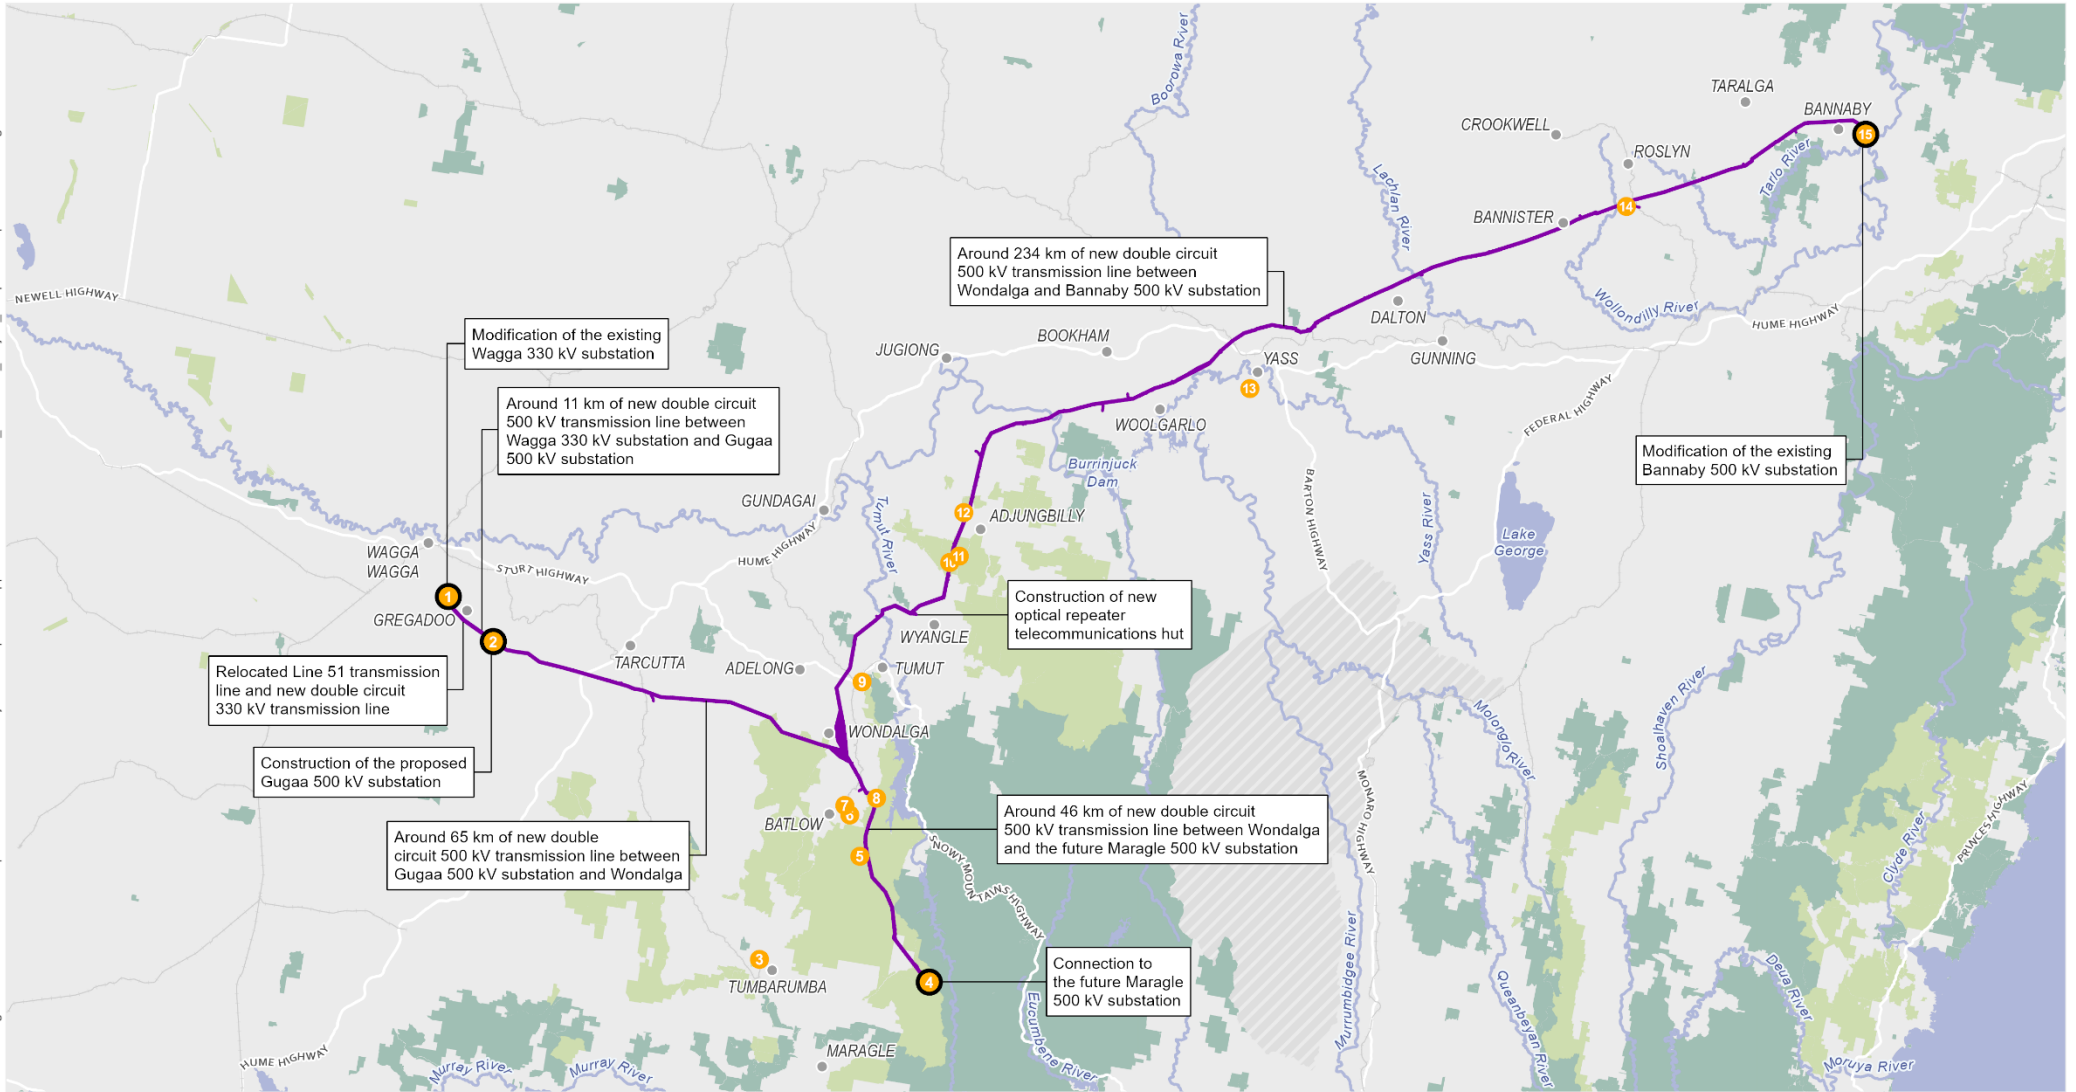 Boorowa River
TARALGA
BANNABY
CROOKWELL
15
ROSLYN
Tarlo River
Lachlan River
14
BANNISTER
Around 234 km of new double circuit
500 kV transmission line between
Wondalga and Bannaby 500 kV substation
NEWELL HIGHWAY
Wollondilly River
HUME HIGHWAY
DALTON
Modification of the existing
Wagga 330 kV substation
BOOKHAM
JUGIONG
YASS
GUNNING
13
Around 11 km of new double circuit
500 kV transmission line between
Wagga 330 kV substation and Gugaa
500 kV substation
FEDERAL HIGHWAY
WOOLGARLO
Modification of the existing
Bannaby 500 kV substation
Burrinjuck
Dam
BARTON HIGHWAY
GUNDAGAI
Tumut River
12
ADJUNGBILLY
Yass River
Lake
George
WAGGA
WAGGA
HUME HIGHWAY
STURT HIGHWAY
11
10
1
GREGADOO
Construction of new
optical repeater
telecommunications hut
WYANGLE
2
TARCUTTA
ADELONG
TUMUT
9
Relocated Line 51 transmission
line and new double circuit
330 kV transmission line
WONDALGA
Molonglo River
Shoalhaven River
Construction of the proposed
Gugaa 500 kV substation
8
7
6
BATLOW
Around 46 km of new double circuit
500 kV transmission line between Wondalga
and the future Maragle 500 kV substation
MONARO HIGHWAY
PRINCES HIGHWAY
Clyde River
Around 65 km of new double
circuit 500 kV transmission line between
Gugaa 500 kV substation and Wondalga
5
SNOWY MOUNTAINS HIGHWAY
3
TUMBARUMBA
4
Connection to
the future Maragle
500 kV substation
Murrumbidgee River
Queanbeyan River
Deua River
Eucumbene River
HUME HIGHWAY
MARAGLE
Murray River
Murray River
Moruya River